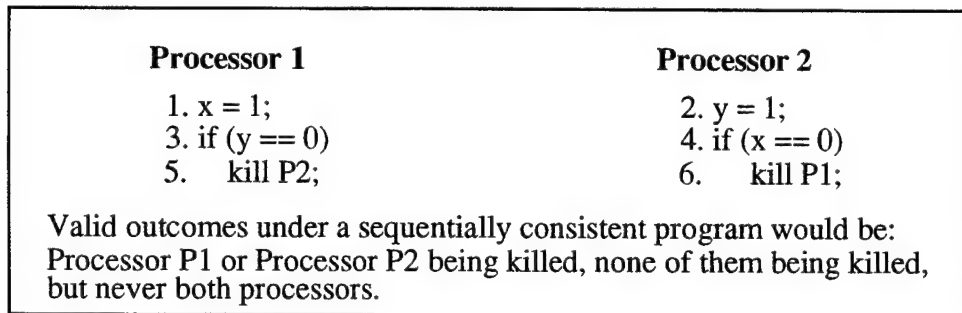 Processor 1 Processor 2
1. x = 1; 2. y = 1;
3. if (y == 0) 4. if (x == 0)
5. kill P2; 6. kill P1;
Valid outcomes under a sequentially consistent program would be:
Processor P1 or Processor P2 being killed, none of them being killed,
but never both processors.